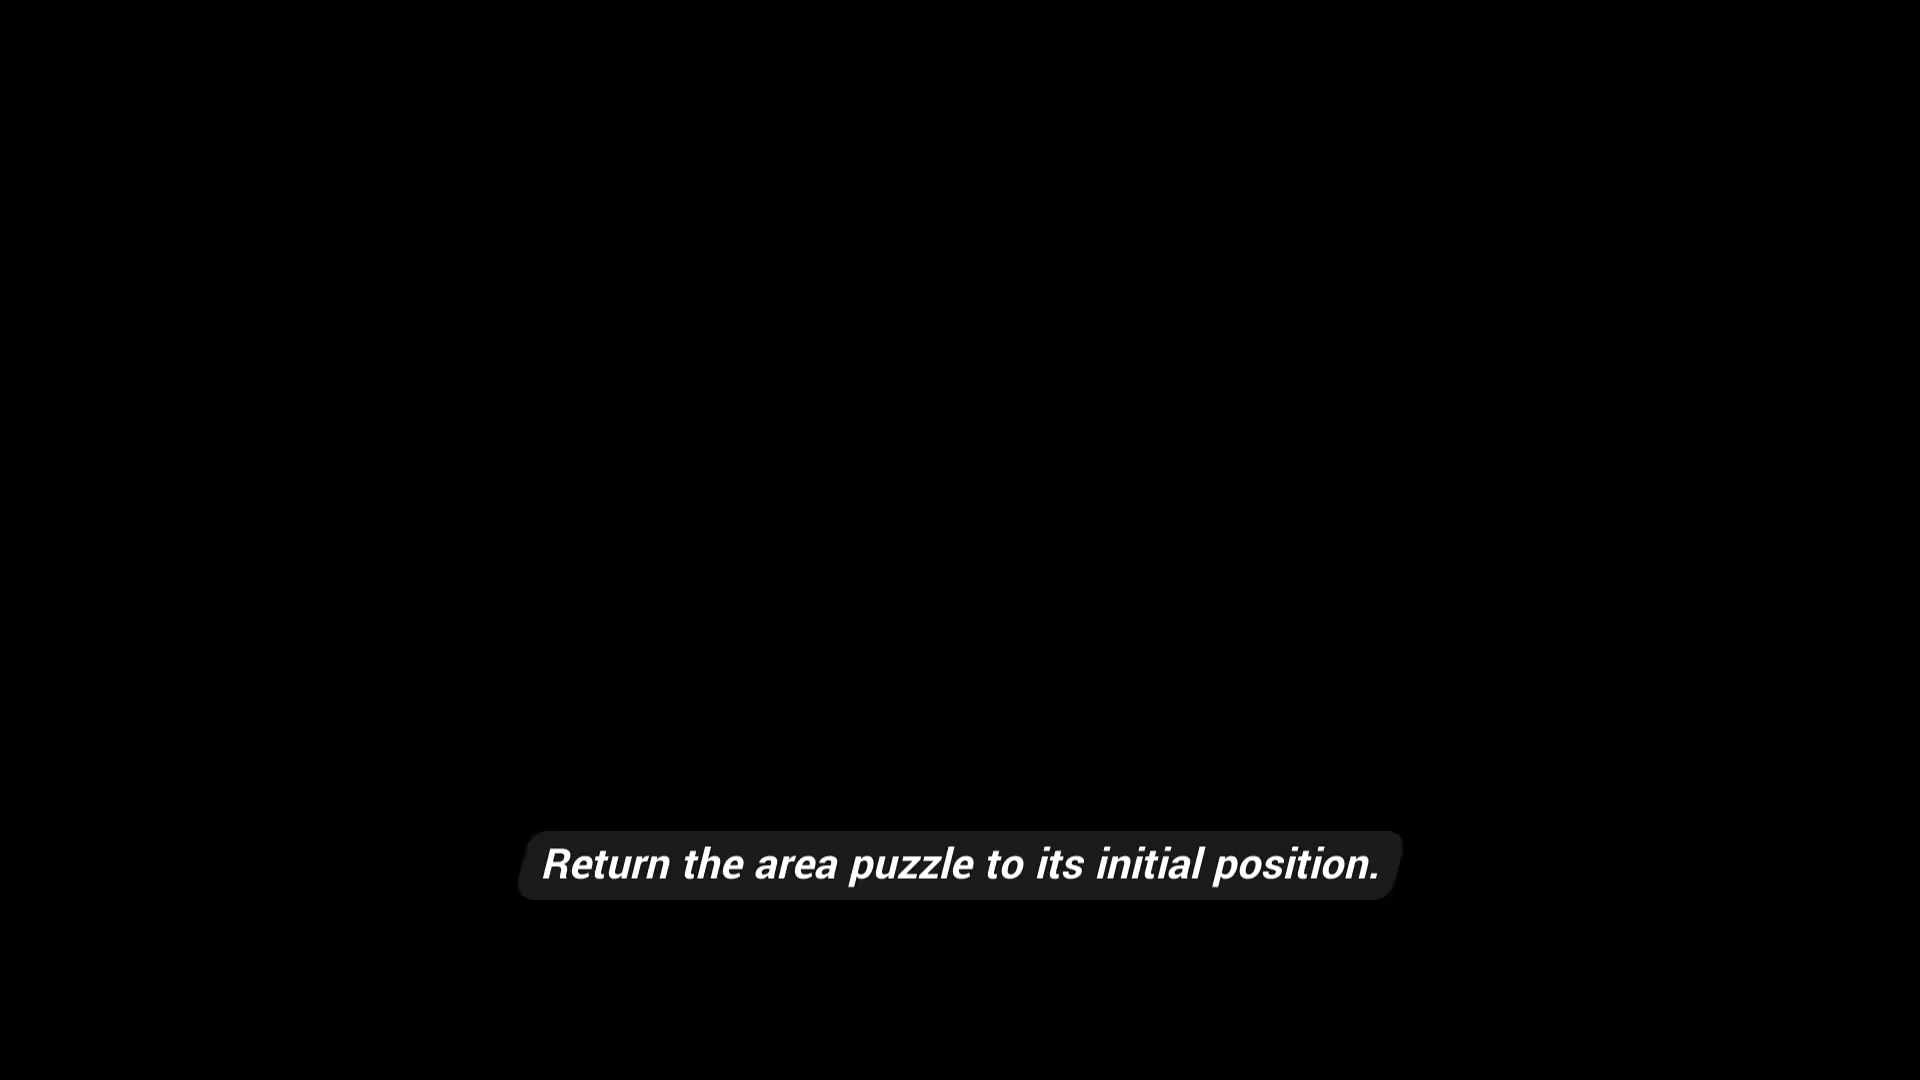 Return the area puzzle to its initial position.